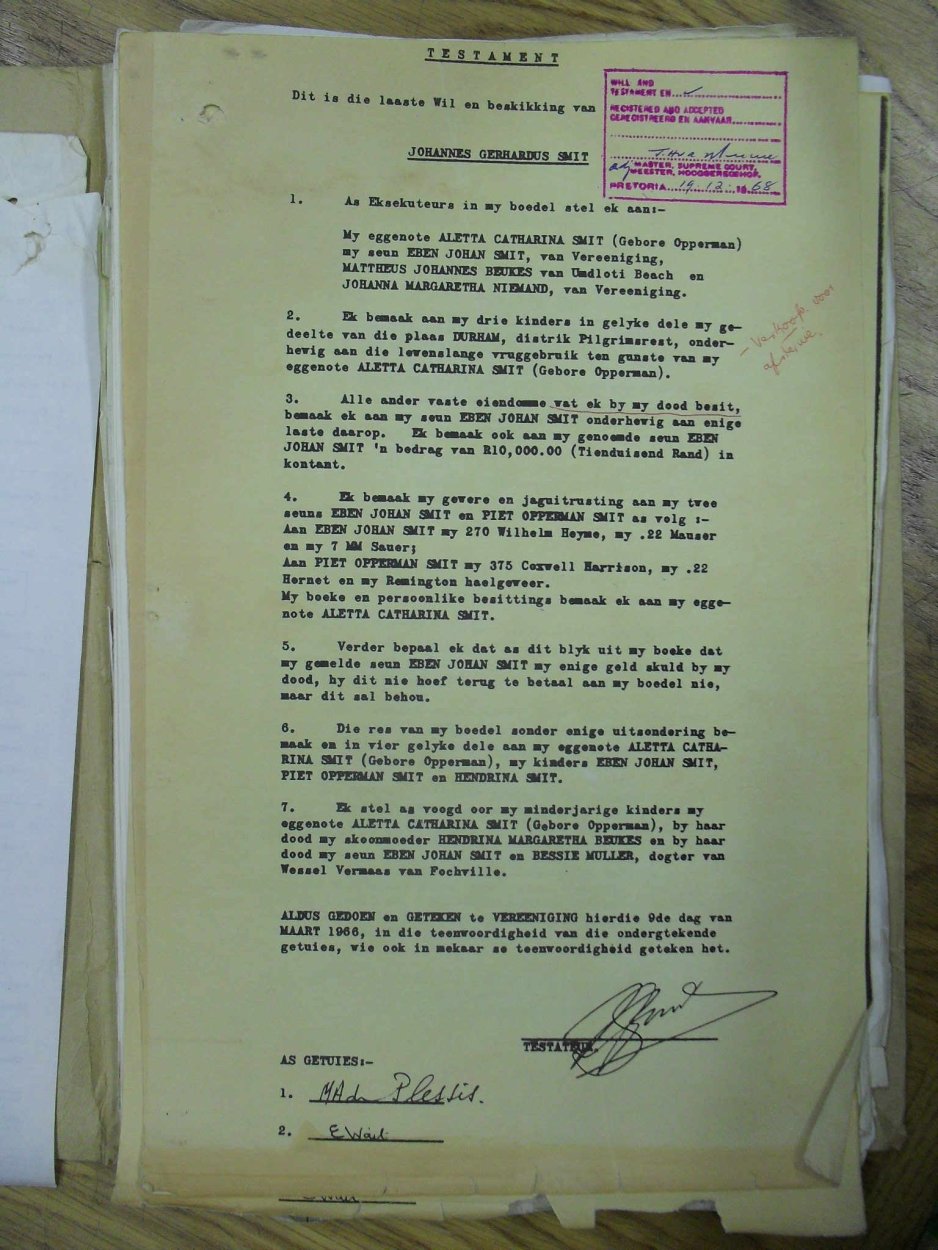 TESTAMENT
WILL AND
TESTAMENT EN
REGISTERED AND ACCEPTED
GEREGISTREERD EN AANVAAR
MASTER, SUPREME COURT,
MEESTER, HOOGGEREGSHOF,
PRETORIA 19.12.1968
Dit is die laaste Wil en beskikking van
JOHANNES GERHARDUS SMIT
1. As Eksekuteurs in my boedel stel ek aan:-
My eggenote ALETTA CATHARINA SMIT (Gebore Opperman)
my seun EBEN JOHAN SMIT, van Vereeniging,
MATTHEUS JOHANNES BEUKES van Umdloti Beach en
JOHANNA MARGARETHA NIEMAND, van Vereeniging.
2. Ek bemaak aan my drie kinders in gelyke dele my ge-
deelte van die plaas DURHAM, distrik Pilgrimsrest, onder-
hewig aan die lewenslange vruggebruik ten gunste van my
eggenote ALETTA CATHARINA SMIT (Gebore Opperman).
- Verkoop voor
afsterwe.
3. Alle ander vaste eiendomme wat ek by my dood besit,
bemaak ek aan my seun EBEN JOHAN SMIT onderhewig aan enige
laste daarop. Ek bemaak ook aan my genoemde seun EBEN
JOHAN SMIT 'n bedrag van R10,000.00 (Tienduisend Rand) in
kontant.
4. Ek bemaak my gewere en jaguitrusting aan my twee
seuns EBEN JOHAN SMIT en PIET OPPERMAN SMIT as volg :-
Aan EBEN JOHAN SMIT my 270 Wilhelm Heyme, my .22 Mauser
en my 7 MM Sauer;
Aan PIET OPPERMAN SMIT my 375 Coxwell Harrison, my .22
Hernet en my Remington haelgeweer.
My boeke en persoonlike besittings bemaak ek aan my egge-
note ALETTA CATHARINA SMIT.
5. Verder bepaal ek dat as dit blyk uit my boeke dat
my gemelde seun EBEN JOHAN SMIT my enige geld skuld by my
dood, hy dit nie hoef terug te betaal aan my boedel nie,
maar dit sal behou.
6. Die res van my boedel sonder enige uitsondering be-
maak em in vier gelyke dele aan my eggenote ALETTA CATHA-
RINA SMIT (Gebore Opperman), my kinders EBEN JOHAN SMIT,
PIET OPPERMAN SMIT en HENDRINA SMIT.
7. Ek stel as voogd oor my minderjarige kinders my
eggenote ALETTA CATHARINA SMIT (Gebore Opperman), by haar
dood my skoonmoeder HENDRINA MARGARETHA BEUKES en by haar
dood my seun EBEN JOHAN SMIT en BESSIE MULLER, dogter van
Wessel Vermaas van Fochville.
ALDUS GEDOEN en GETEKEN te VEREENIGING hierdie 9de dag van
MAART 1966, in die teenwoordigheid van die ondergtekende
getuies, wie ook in mekaar se teenwoordigheid geteken het.
TESTATEUR.
AS GETUIES:-
1. MA du Plessis.
2.